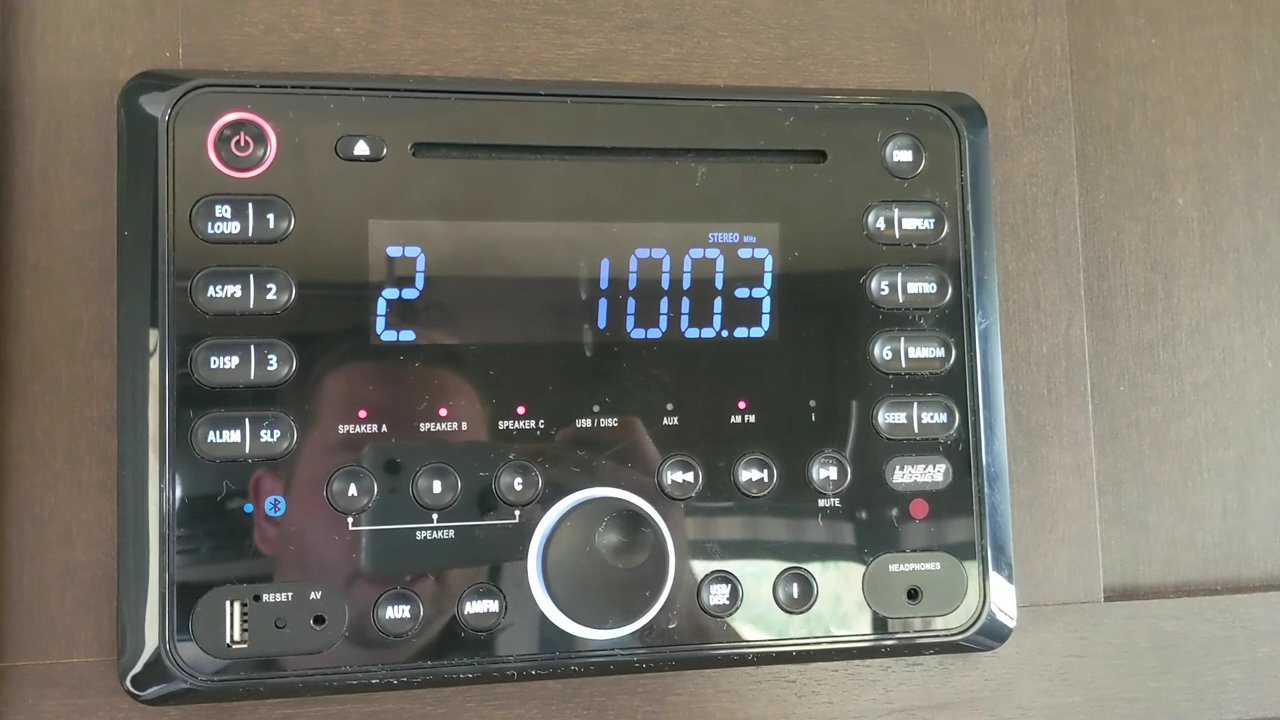 DIM
EQ
LOUD 1
4 REPEAT
STEREO MHz
2 100.3
AS/PS 2
5 INTRO
DISP 3
6 RANDM
ALRM SLP
SEEK SCAN
SPEAKER A SPEAKER B SPEAKER C USB / DISC AUX AM FM i
LINEAR
SERIES
A B C
MUTE
SPEAKER
HEADPHONES
RESET AV
AUX AM/FM
USB/
DISC
I